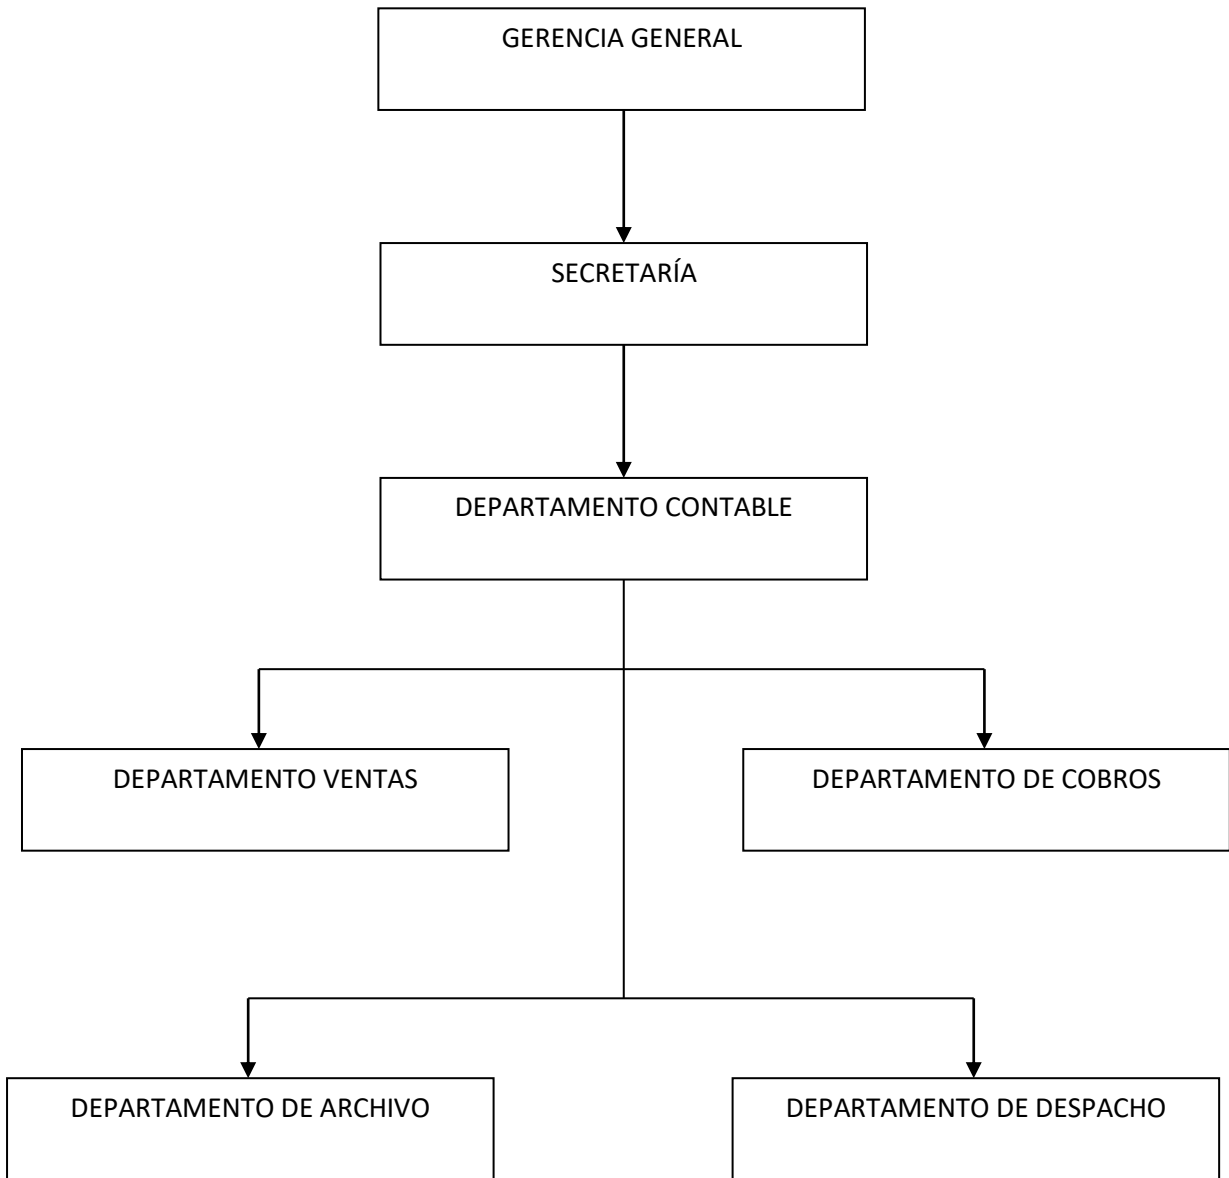 GERENCIA GENERAL
SECRETARÍA
DEPARTAMENTO CONTABLE
DEPARTAMENTO VENTAS
DEPARTAMENTO DE COBROS
DEPARTAMENTO DE ARCHIVO
DEPARTAMENTO DE DESPACHO